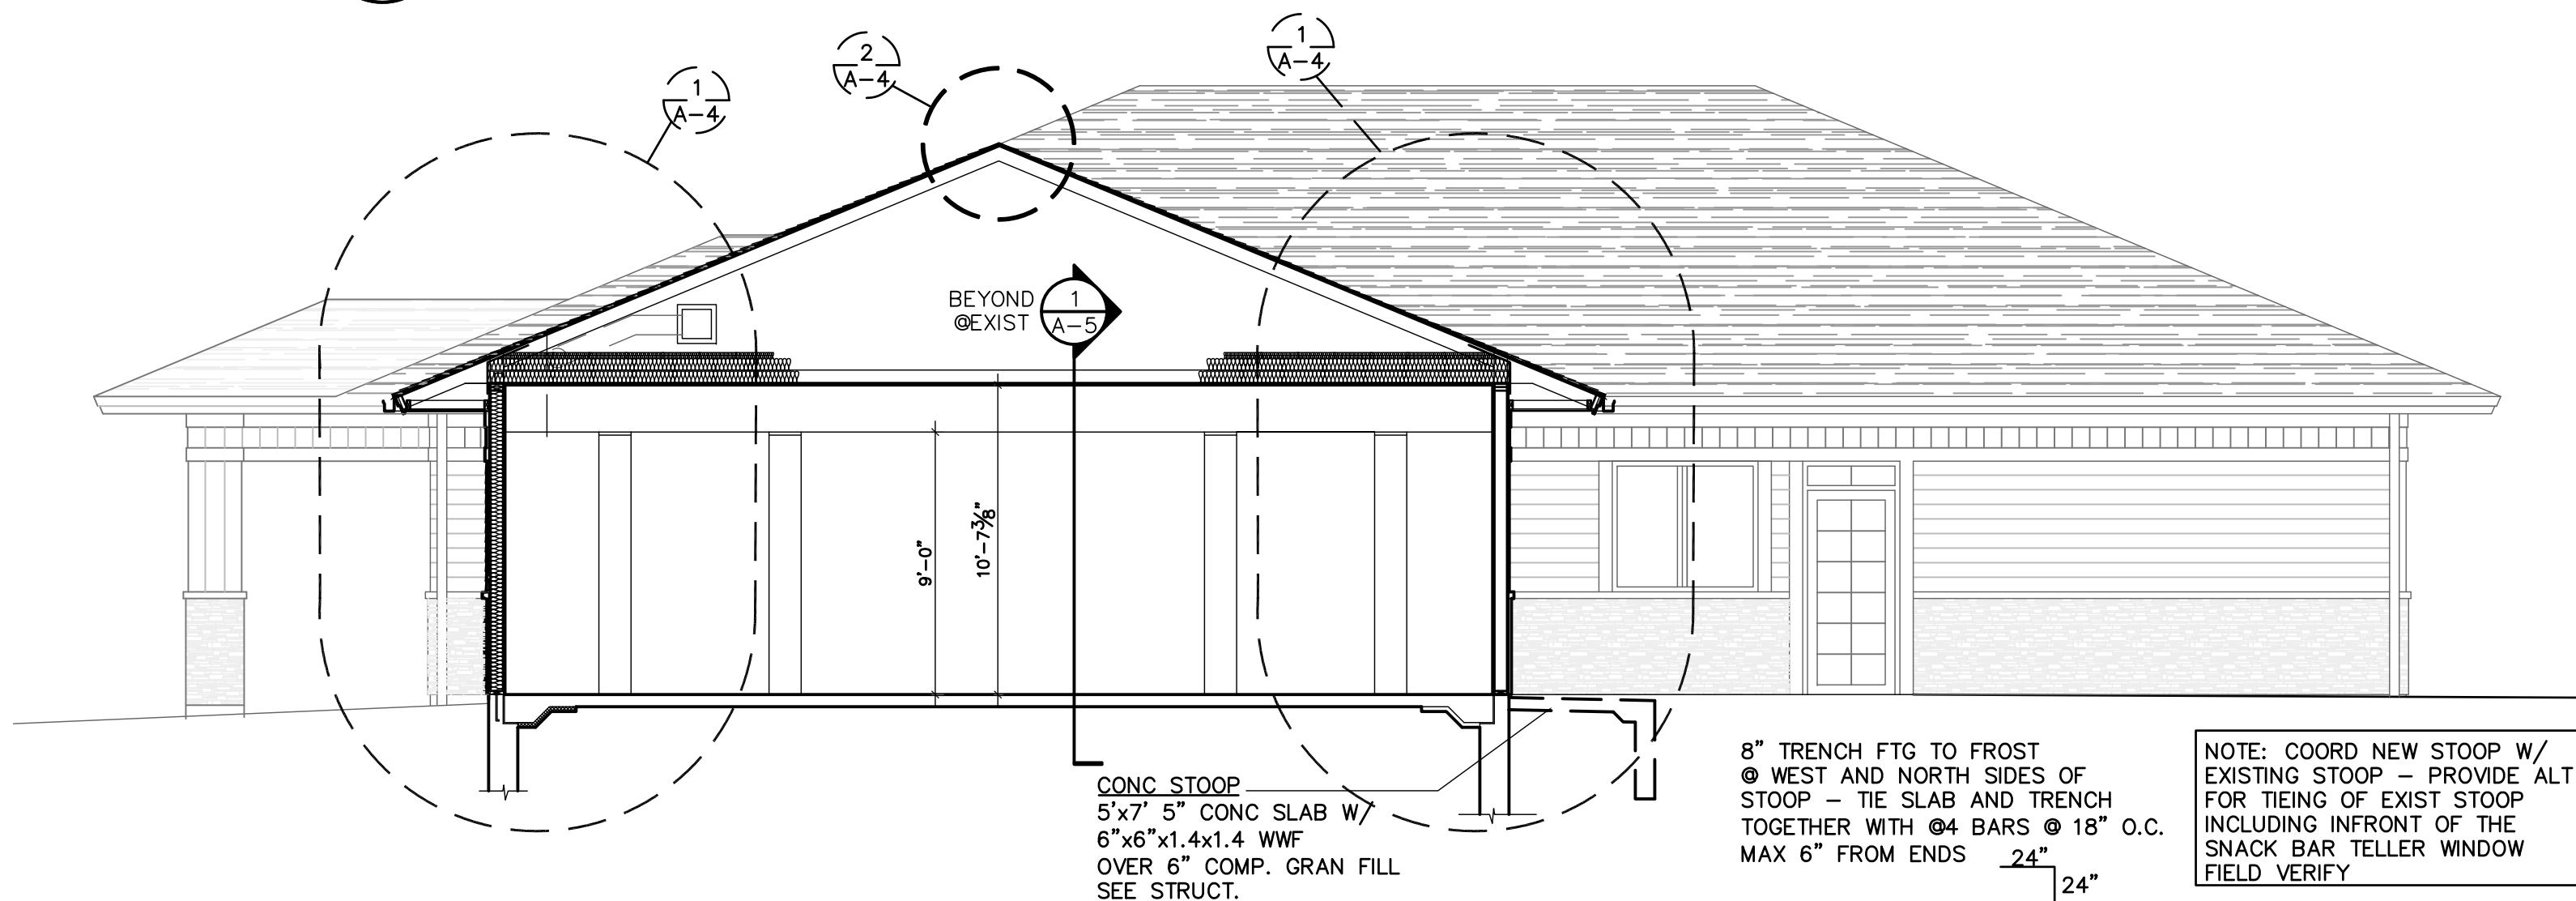 1
A-4
2
A-4
1
A-4
BEYOND
@EXIST
1
A-5
9'-0"
10'-7 3/8"
CONC STOOP
5'x7' 5" CONC SLAB W/
6"x6"x1.4x1.4 WWF
OVER 6" COMP. GRAN FILL
SEE STRUCT.
8" TRENCH FTG TO FROST
@ WEST AND NORTH SIDES OF
STOOP - TIE SLAB AND TRENCH
TOGETHER WITH @4 BARS @ 18" O.C.
MAX 6" FROM ENDS
24"
24"
NOTE: COORD NEW STOOP W/
EXISTING STOOP - PROVIDE ALT
FOR TIEING OF EXIST STOOP
INCLUDING INFRONT OF THE
SNACK BAR TELLER WINDOW
FIELD VERIFY